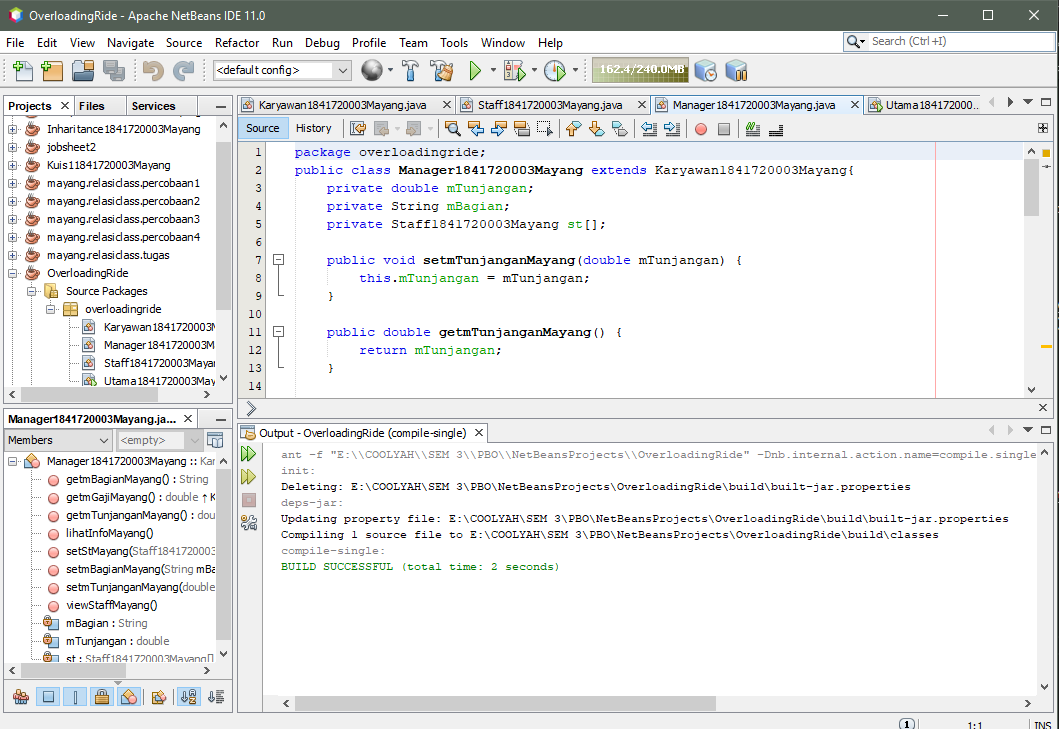 OverloadingRide - Apache NetBeans IDE 11.0
File Edit View Navigate Source Refactor Run Debug Profile Team Tools Window Help
Search (Ctrl+I)
<default config>
162.4/240.0MB
Projects
Files
Services
Inharitance1841720003Mayang
jobsheet2
Kuis11841720003Mayang
mayang.relasiclass.percobaan1
mayang.relasiclass.percobaan2
mayang.relasiclass.percobaan3
mayang.relasiclass.percobaan4
mayang.relasiclass.tugas
OverloadingRide
Source Packages
overloadingride
Karyawan1841720003M
Manager1841720003M
Staff1841720003Mayan
Utama1841720003May
Karyawan1841720003Mayang.java
Staff1841720003Mayang.java
Manager1841720003Mayang.java
Utama184172000...
Source
History
1 package overloadingride;
2 public class Manager1841720003Mayang extends Karyawan1841720003Mayang{
3 private double mTunjangan;
4 private String mBagian;
5 private Staff1841720003Mayang st[];
6
7 public void setmTunjanganMayang(double mTunjangan) {
8 this.mTunjangan = mTunjangan;
9 }
10
11 public double getmTunjanganMayang() {
12 return mTunjangan;
13 }
14
Manager1841720003Mayang.ja...
Members
<empty>
Manager1841720003Mayang :: Kar
getmBagianMayang() : String
getmGajiMayang() : double ↑ K
getmTunjanganMayang() : dou
lihatInfoMayang()
setStMayang(Staff1841720003
setmBagianMayang(String mBa
setmTunjanganMayang(double
viewStaffMayang()
mBagian : String
mTunjangan : double
st : Staff1841720003Mayang[]
Output - OverloadingRide (compile-single)
ant -f "E:\\COOLYAH\\SEM 3\\PBO\\NetBeansProjects\\OverloadingRide" -Dnb.internal.action.name=compile.single
init:
Deleting: E:\COOLYAH\SEM 3\PBO\NetBeansProjects\OverloadingRide\build\built-jar.properties
deps-jar:
Updating property file: E:\COOLYAH\SEM 3\PBO\NetBeansProjects\OverloadingRide\build\built-jar.properties
Compiling 1 source file to E:\COOLYAH\SEM 3\PBO\NetBeansProjects\OverloadingRide\build\classes
compile-single:
BUILD SUCCESSFUL (total time: 2 seconds)
1
1:1
INS